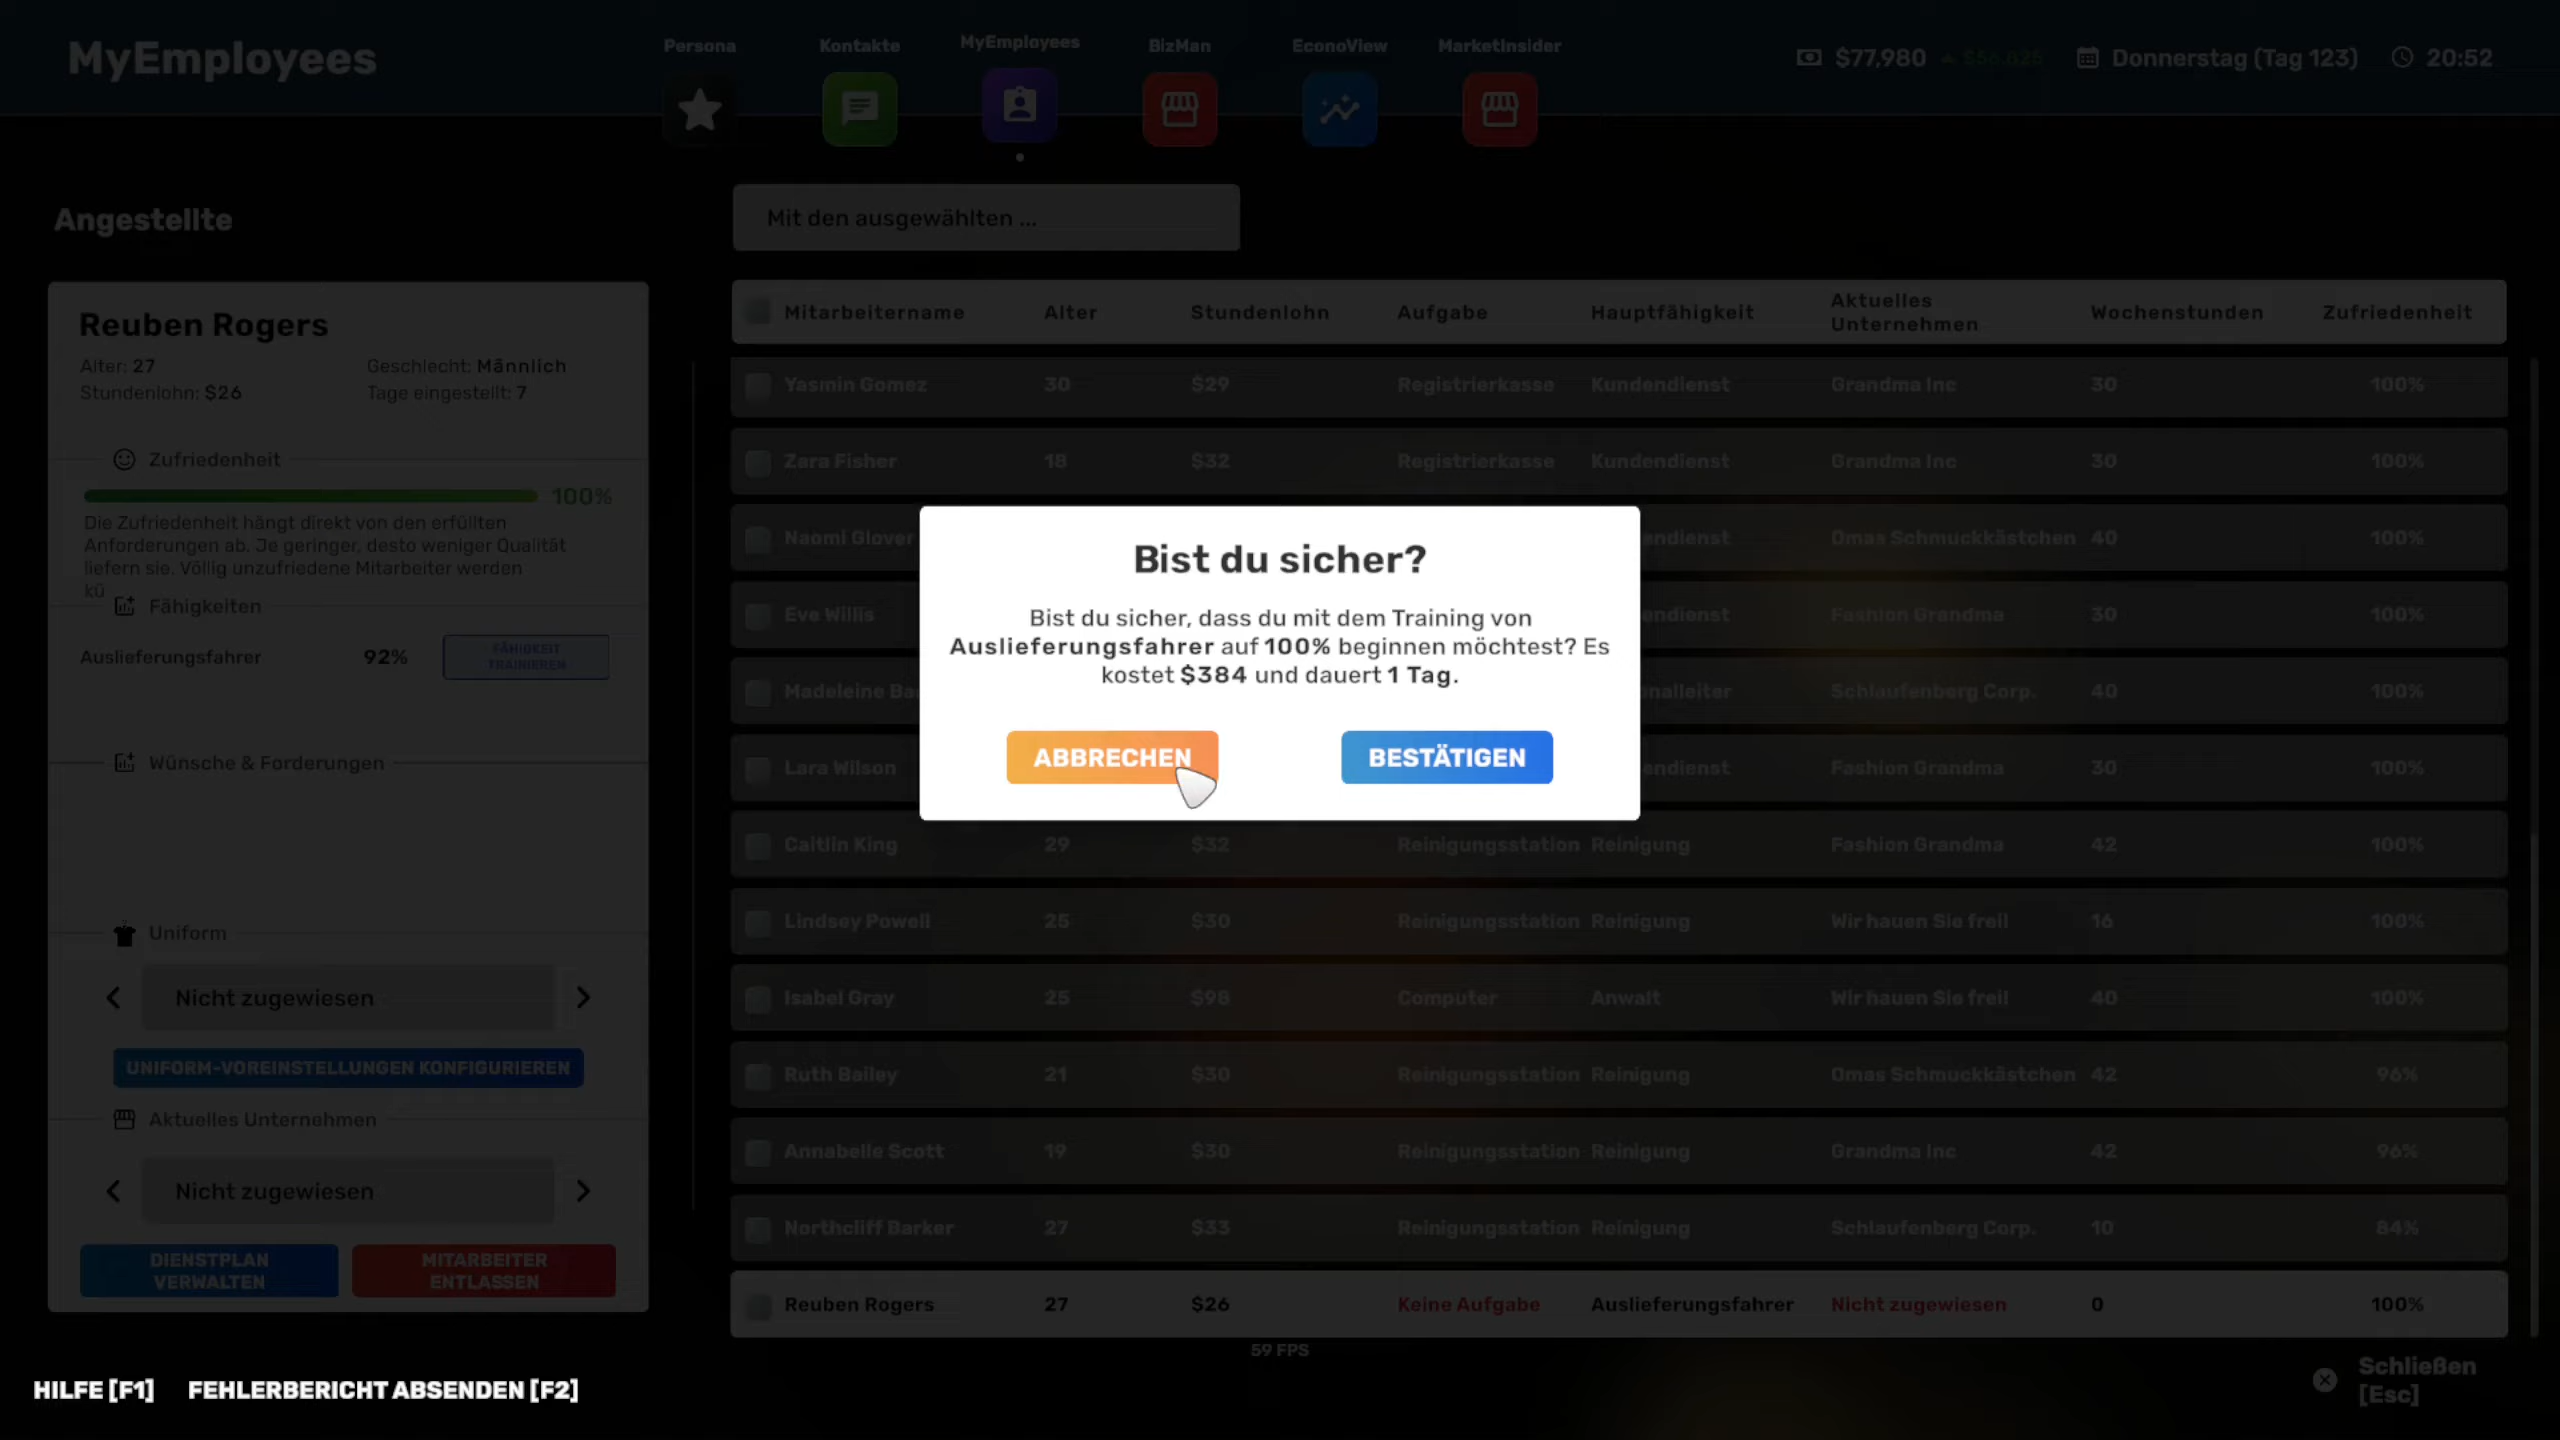 MyEmployees
Persona
Kontakte
MyEmployees
BizMan
EconoView
MarketInsider
$77,980
Donnerstag (Tag 123)
20:52
Angestellte
Mit den ausgewählten ...
Reuben Rogers
Alter: 27
Geschlecht: Männlich
Stundenlohn: $26
Tage eingestellt: 7
Zufriedenheit
100%
Die Zufriedenheit hängt direkt von den erfüllten
Anforderungen ab. Je geringer, desto weniger Qualität
liefern sie. Völlig unzufriedene Mitarbeiter werden
kü
Fähigkeiten
Auslieferungsfahrer 92%
FÄHIGKEIT
TRAINIEREN
Wünsche & Forderungen
Uniform
Nicht zugewiesen
UNIFORM-VOREINSTELLUNGEN KONFIGURIEREN
Aktuelles Unternehmen
Nicht zugewiesen
DIENSTPLAN
VERWALTEN
MITARBEITER
ENTLASSEN
Mitarbeitername Alter Stundenlohn Aufgabe Hauptfähigkeit Aktuelles
Unternehmen Wochenstunden Zufriedenheit
Yasmin Gomez 30 $29 Registrierkasse Kundendienst Grandma Inc 30 100%
Zara Fisher 18 $32 Registrierkasse Kundendienst Grandma Inc 30 100%
Naomi Glover endienst Omas Schmuckkästchen 40 100%
Eve Willis endienst Fashion Grandma 30 100%
Madeleine Ba nalleiter Schlaufenberg Corp. 40 100%
Lara Wilson endienst Fashion Grandma 30 100%
Caitlin King 29 $32 Reinigungsstation Reinigung Fashion Grandma 42 100%
Lindsey Powell 25 $30 Reinigungsstation Reinigung Wir hauen Sie frei! 16 100%
Isabel Gray 25 $98 Computer Anwalt Wir hauen Sie frei! 40 100%
Ruth Bailey 21 $30 Reinigungsstation Reinigung Omas Schmuckkästchen 42 96%
Annabelle Scott 19 $30 Reinigungsstation Reinigung Grandma Inc 42 96%
Northcliff Barker 27 $33 Reinigungsstation Reinigung Schlaufenberg Corp. 10 84%
Reuben Rogers 27 $26 Keine Aufgabe Auslieferungsfahrer Nicht zugewiesen 0 100%
Bist du sicher?
Bist du sicher, dass du mit dem Training von
Auslieferungsfahrer auf 100% beginnen möchtest? Es
kostet $384 und dauert 1 Tag.
ABBRECHEN
BESTÄTIGEN
59 FPS
HILFE [F1]
FEHLERBERICHT ABSENDEN [F2]
Schließen
[Esc]